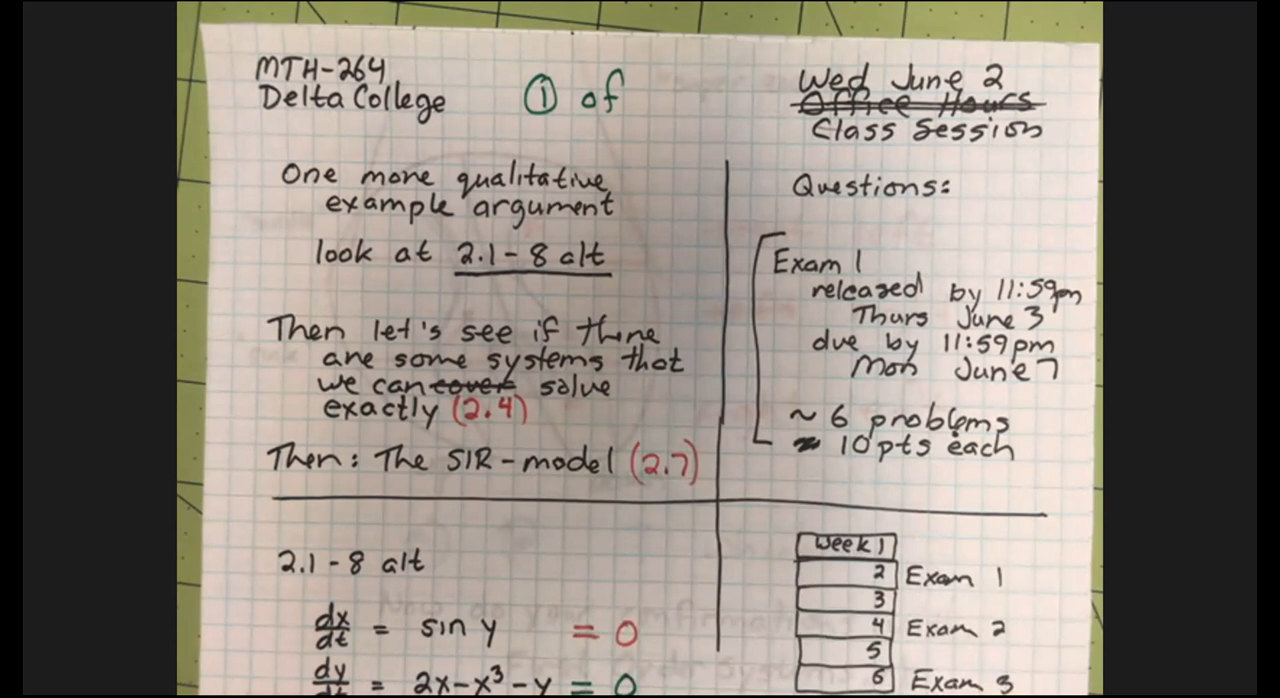 MTH-264
Delta College
① of
Wed June 2
Office Hours
Class Session
One more qualitative
example argument
look at 2.1-8 alt
Then let's see if there
are some systems that
we can cover solve
exactly (2.4)
Then: The SIR-model (2.7)
Questions:
Exam 1
released by 11:59pm
Thurs June 3
due by 11:59pm
Mon June 7
~ 6 problems
~ 10 pts each
2.1-8 alt
dx/dt = sin y = 0
dy/dt = 2x-x³-y = 0
Week 1
2 Exam 1
3
4 Exam 2
5
6 Exam 3